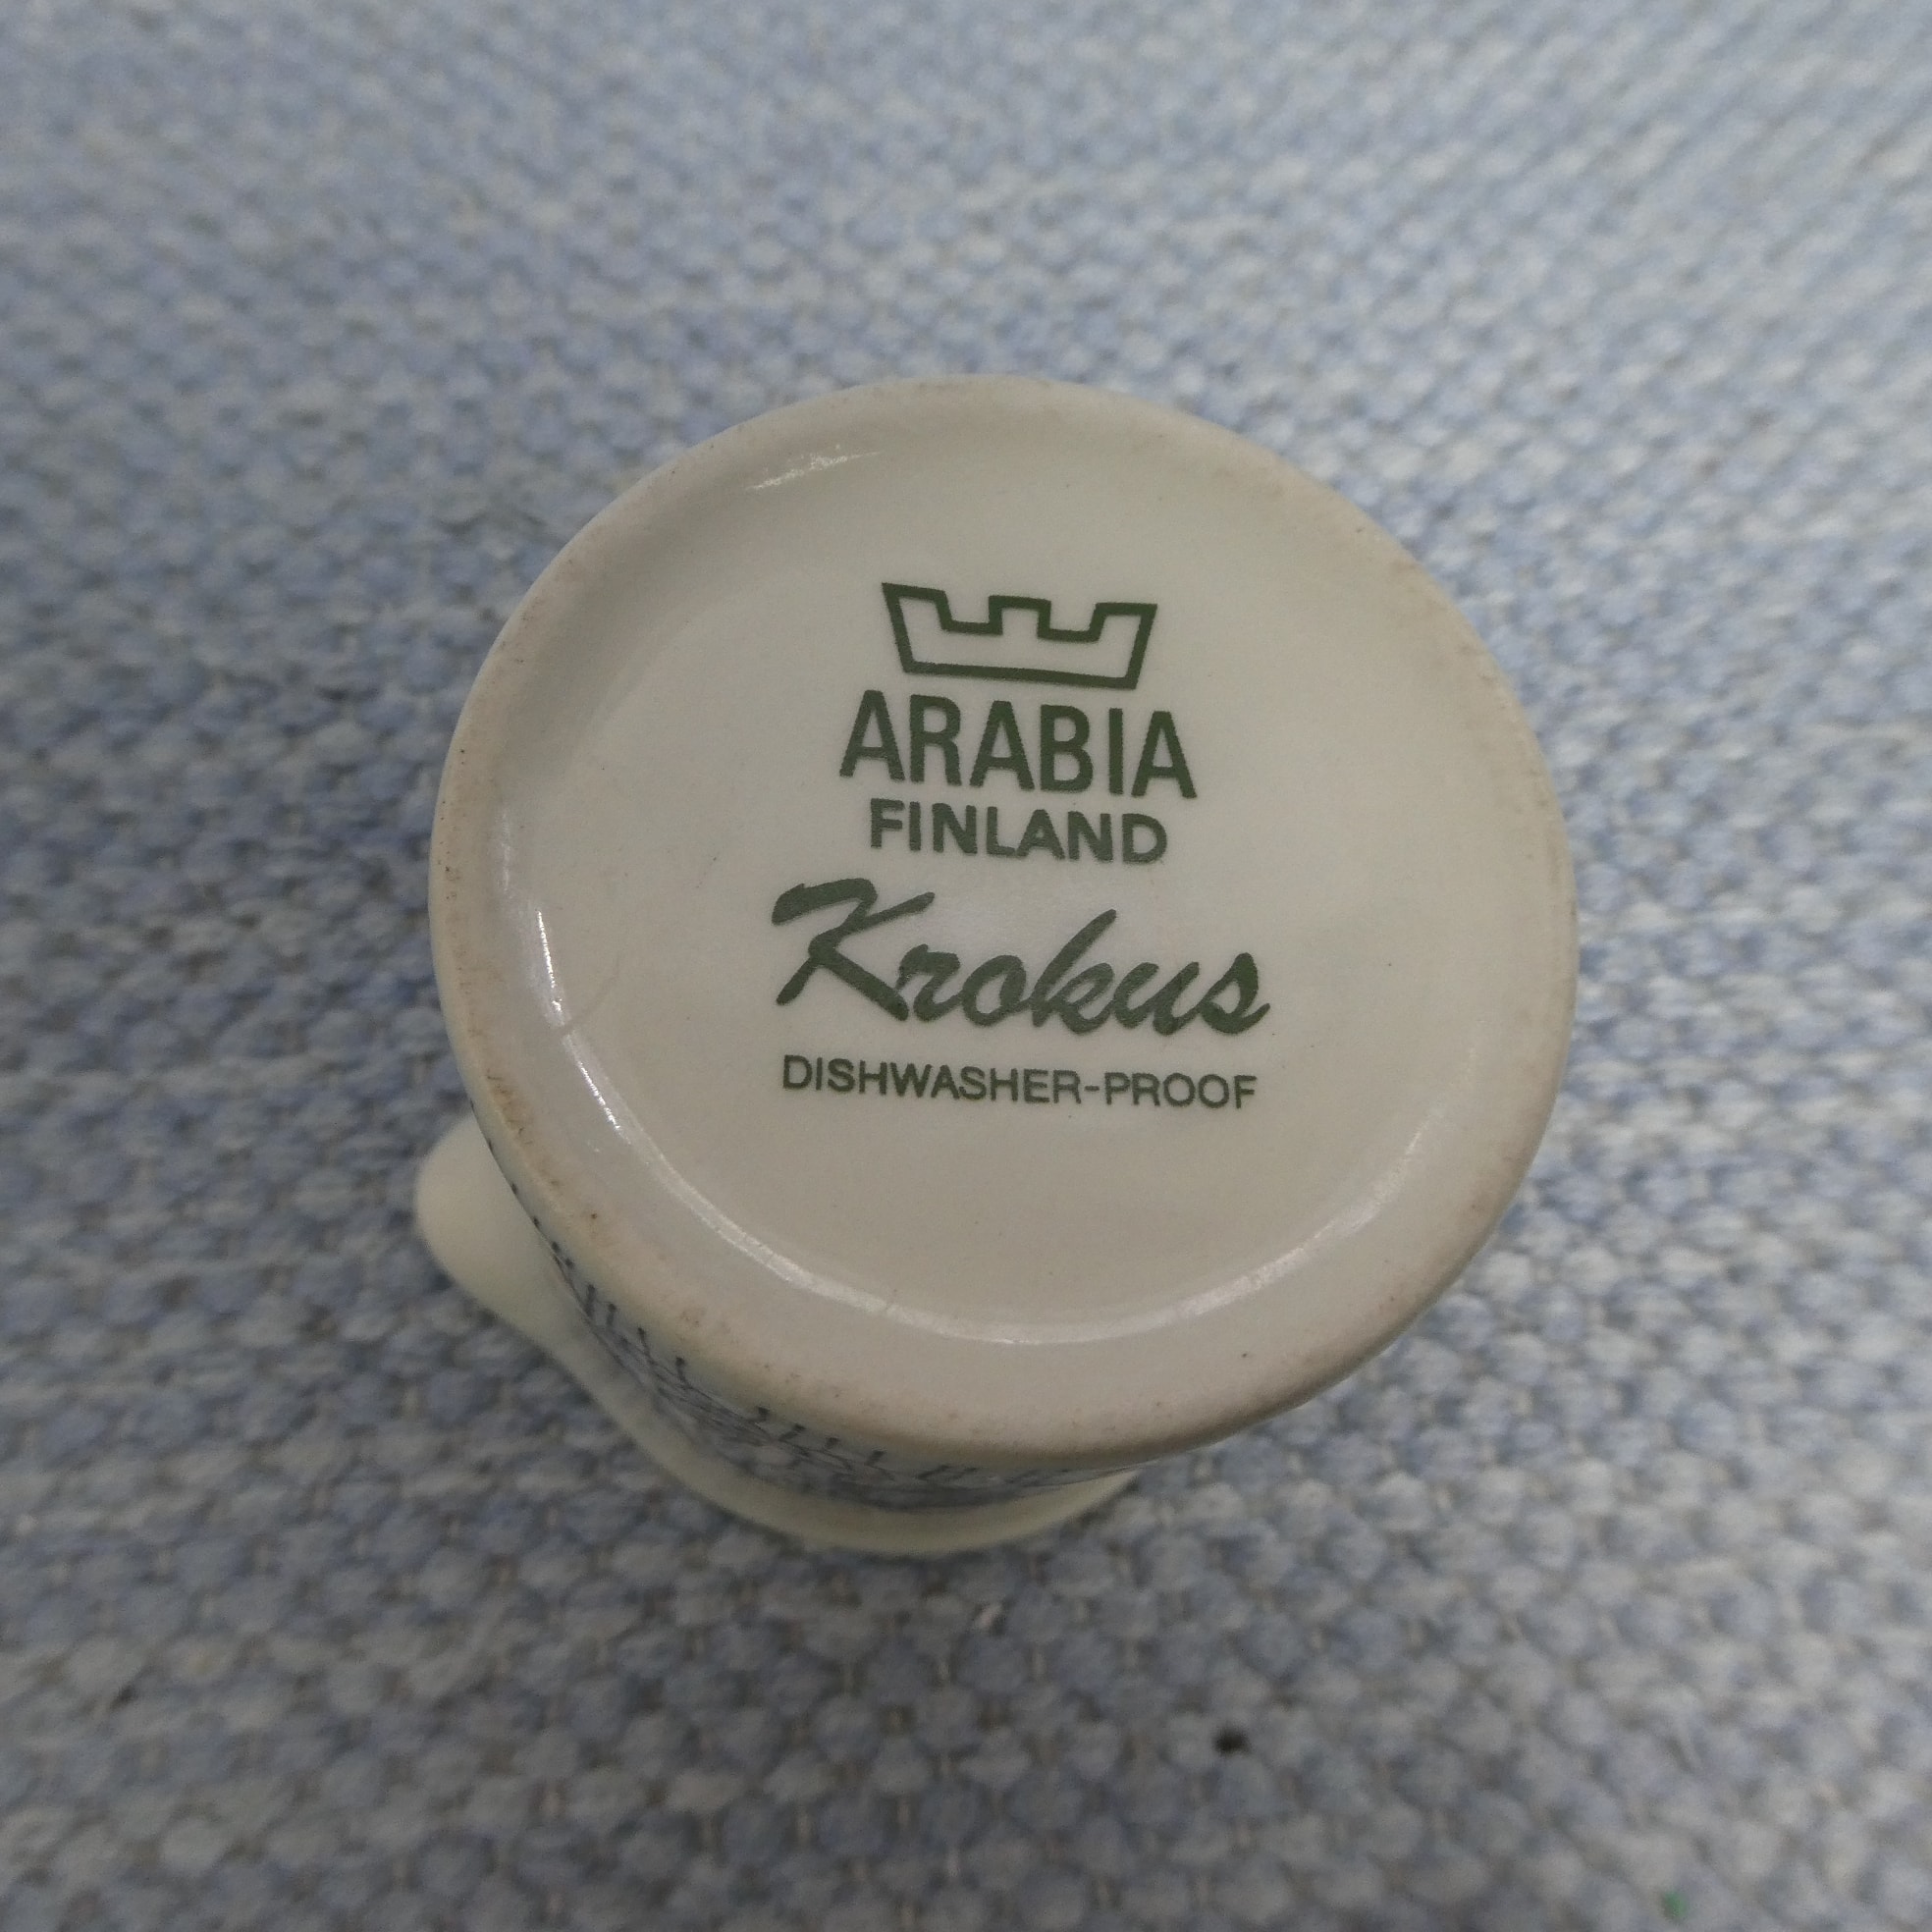 ARABIA
FINLAND
Krokus
DISHWASHER-PROOF